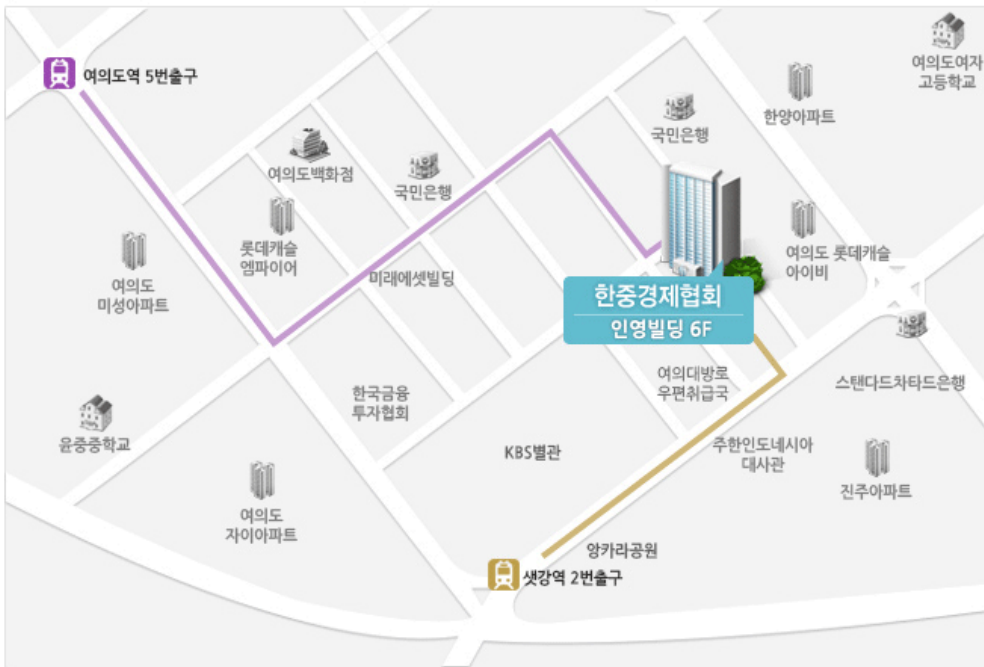 여의도역 5번출구
여의도여자
고등학교
한양아파트
국민은행
여의도백화점
국민은행
롯데캐슬
엠파이어
미래에셋빌딩
여의도 롯데캐슬
아이비
여의도
미성아파트
한중경제협회
인영빌딩 6F
여의대방로
우편취급국
스탠다드차타드은행
한국금융
투자협회
윤중중학교
KBS별관
주한인도네시아
대사관
진주아파트
여의도
자이아파트
앙카라공원
샛강역 2번출구